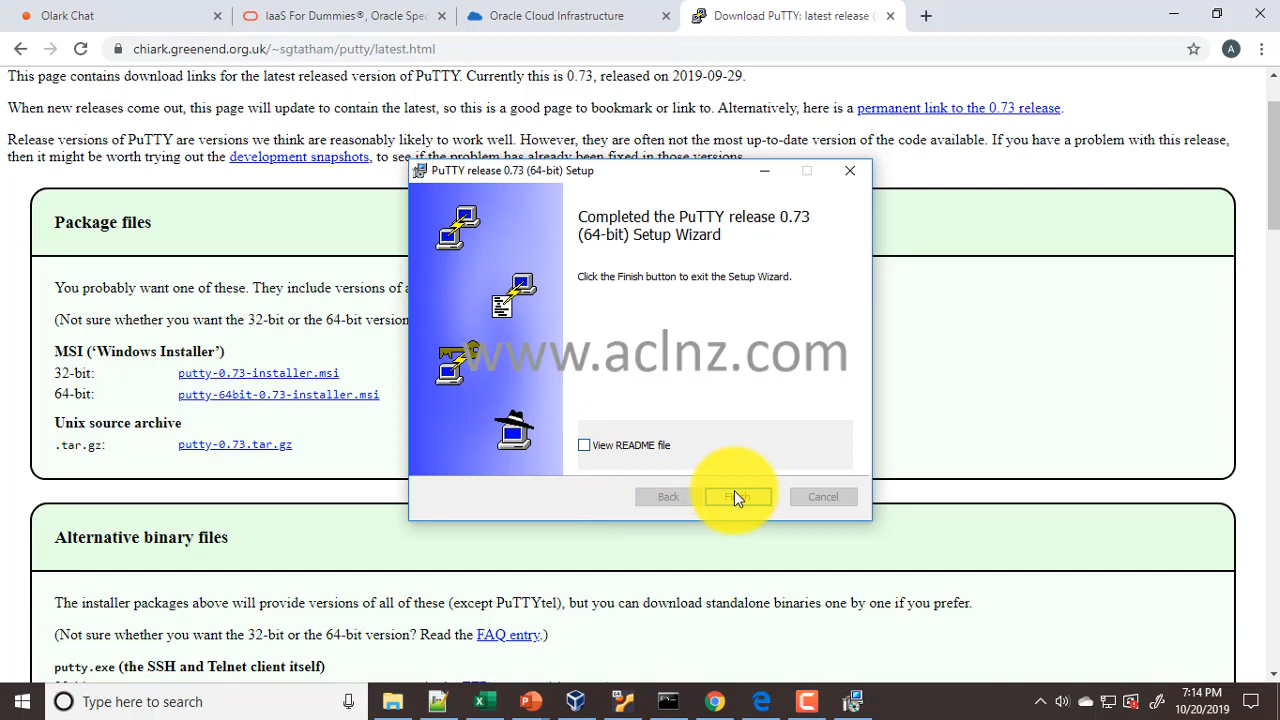 Olark Chat
IaaS For Dummies®, Oracle Spec
Oracle Cloud Infrastructure
Download PuTTY: latest release (
chiark.greenend.org.uk/~sgtatham/putty/latest.html
A
This page contains download links for the latest released version of PuTTY. Currently this is 0.73, released on 2019-09-29.
When new releases come out, this page will update to contain the latest, so this is a good page to bookmark or link to. Alternatively, here is a permanent link to the 0.73 release.
Release versions of PuTTY are versions we think are reasonably likely to work well. However, they are often not the most up-to-date version of the code available. If you have a problem with this release,
then it might be worth trying out the development snapshots, to see if the problem has already been fixed in those versions.
Package files
You probably want one of these. They include versions of a
(Not sure whether you want the 32-bit or the 64-bit version
MSI (‘Windows Installer’)
32-bit: putty-0.73-installer.msi
64-bit: putty-64bit-0.73-installer.msi
Unix source archive
.tar.gz: putty-0.73.tar.gz
PuTTY release 0.73 (64-bit) Setup
Completed the PuTTY release 0.73
(64-bit) Setup Wizard
Click the Finish button to exit the Setup Wizard.
www.aclnz.com
View README file
Back Finish Cancel
Alternative binary files
The installer packages above will provide versions of all of these (except PuTTYtel), but you can download standalone binaries one by one if you prefer.
(Not sure whether you want the 32-bit or the 64-bit version? Read the FAQ entry.)
putty.exe (the SSH and Telnet client itself)
Type here to search
7:14 PM
10/20/2019